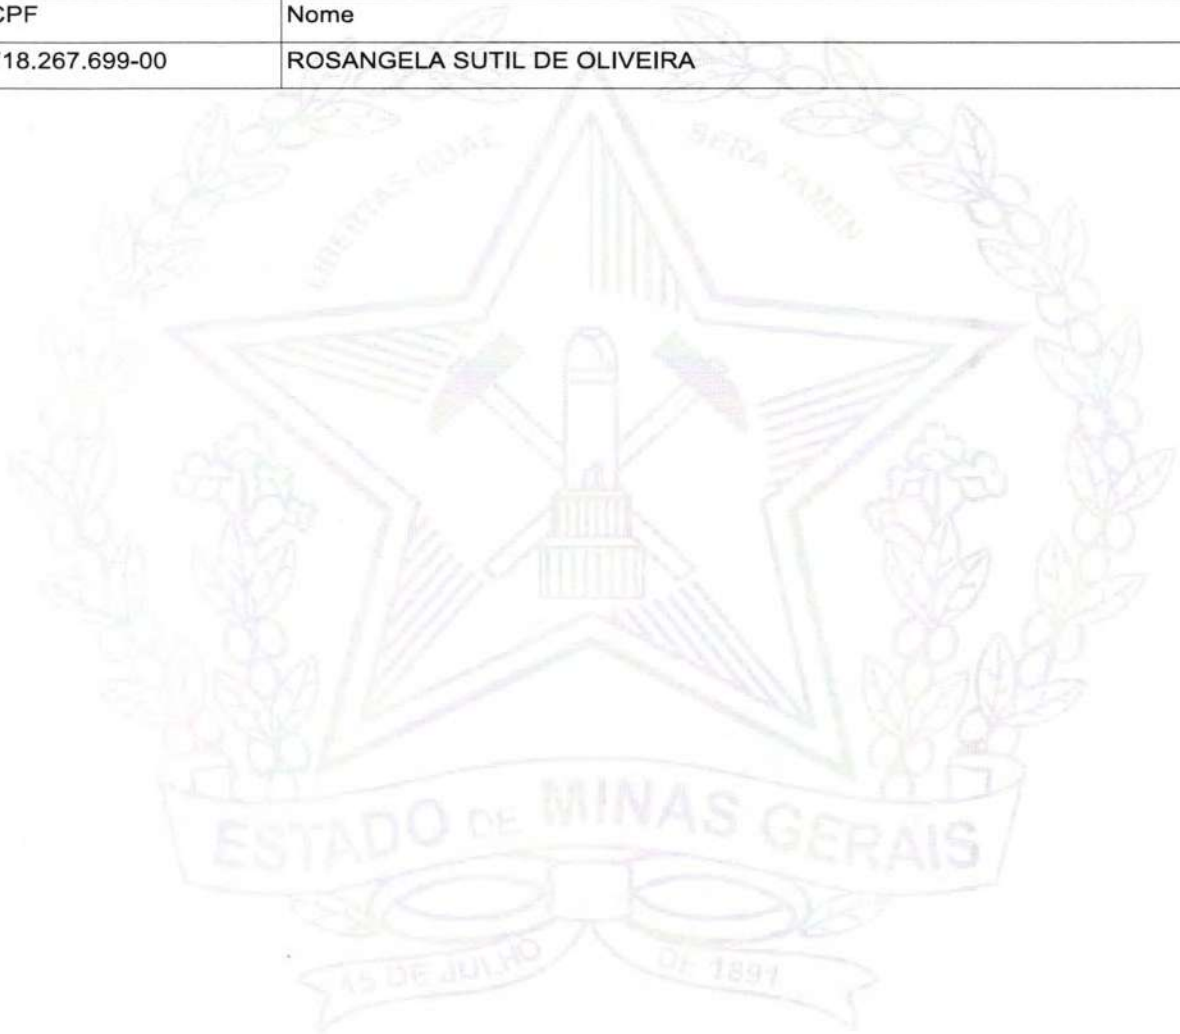 CPF Nome
718.267.699-00 ROSANGELA SUTIL DE OLIVEIRA
LIBERTAS QUAE SERA TAMEN
ESTADO DE MINAS GERAIS
15 DE JULHO DE 1891